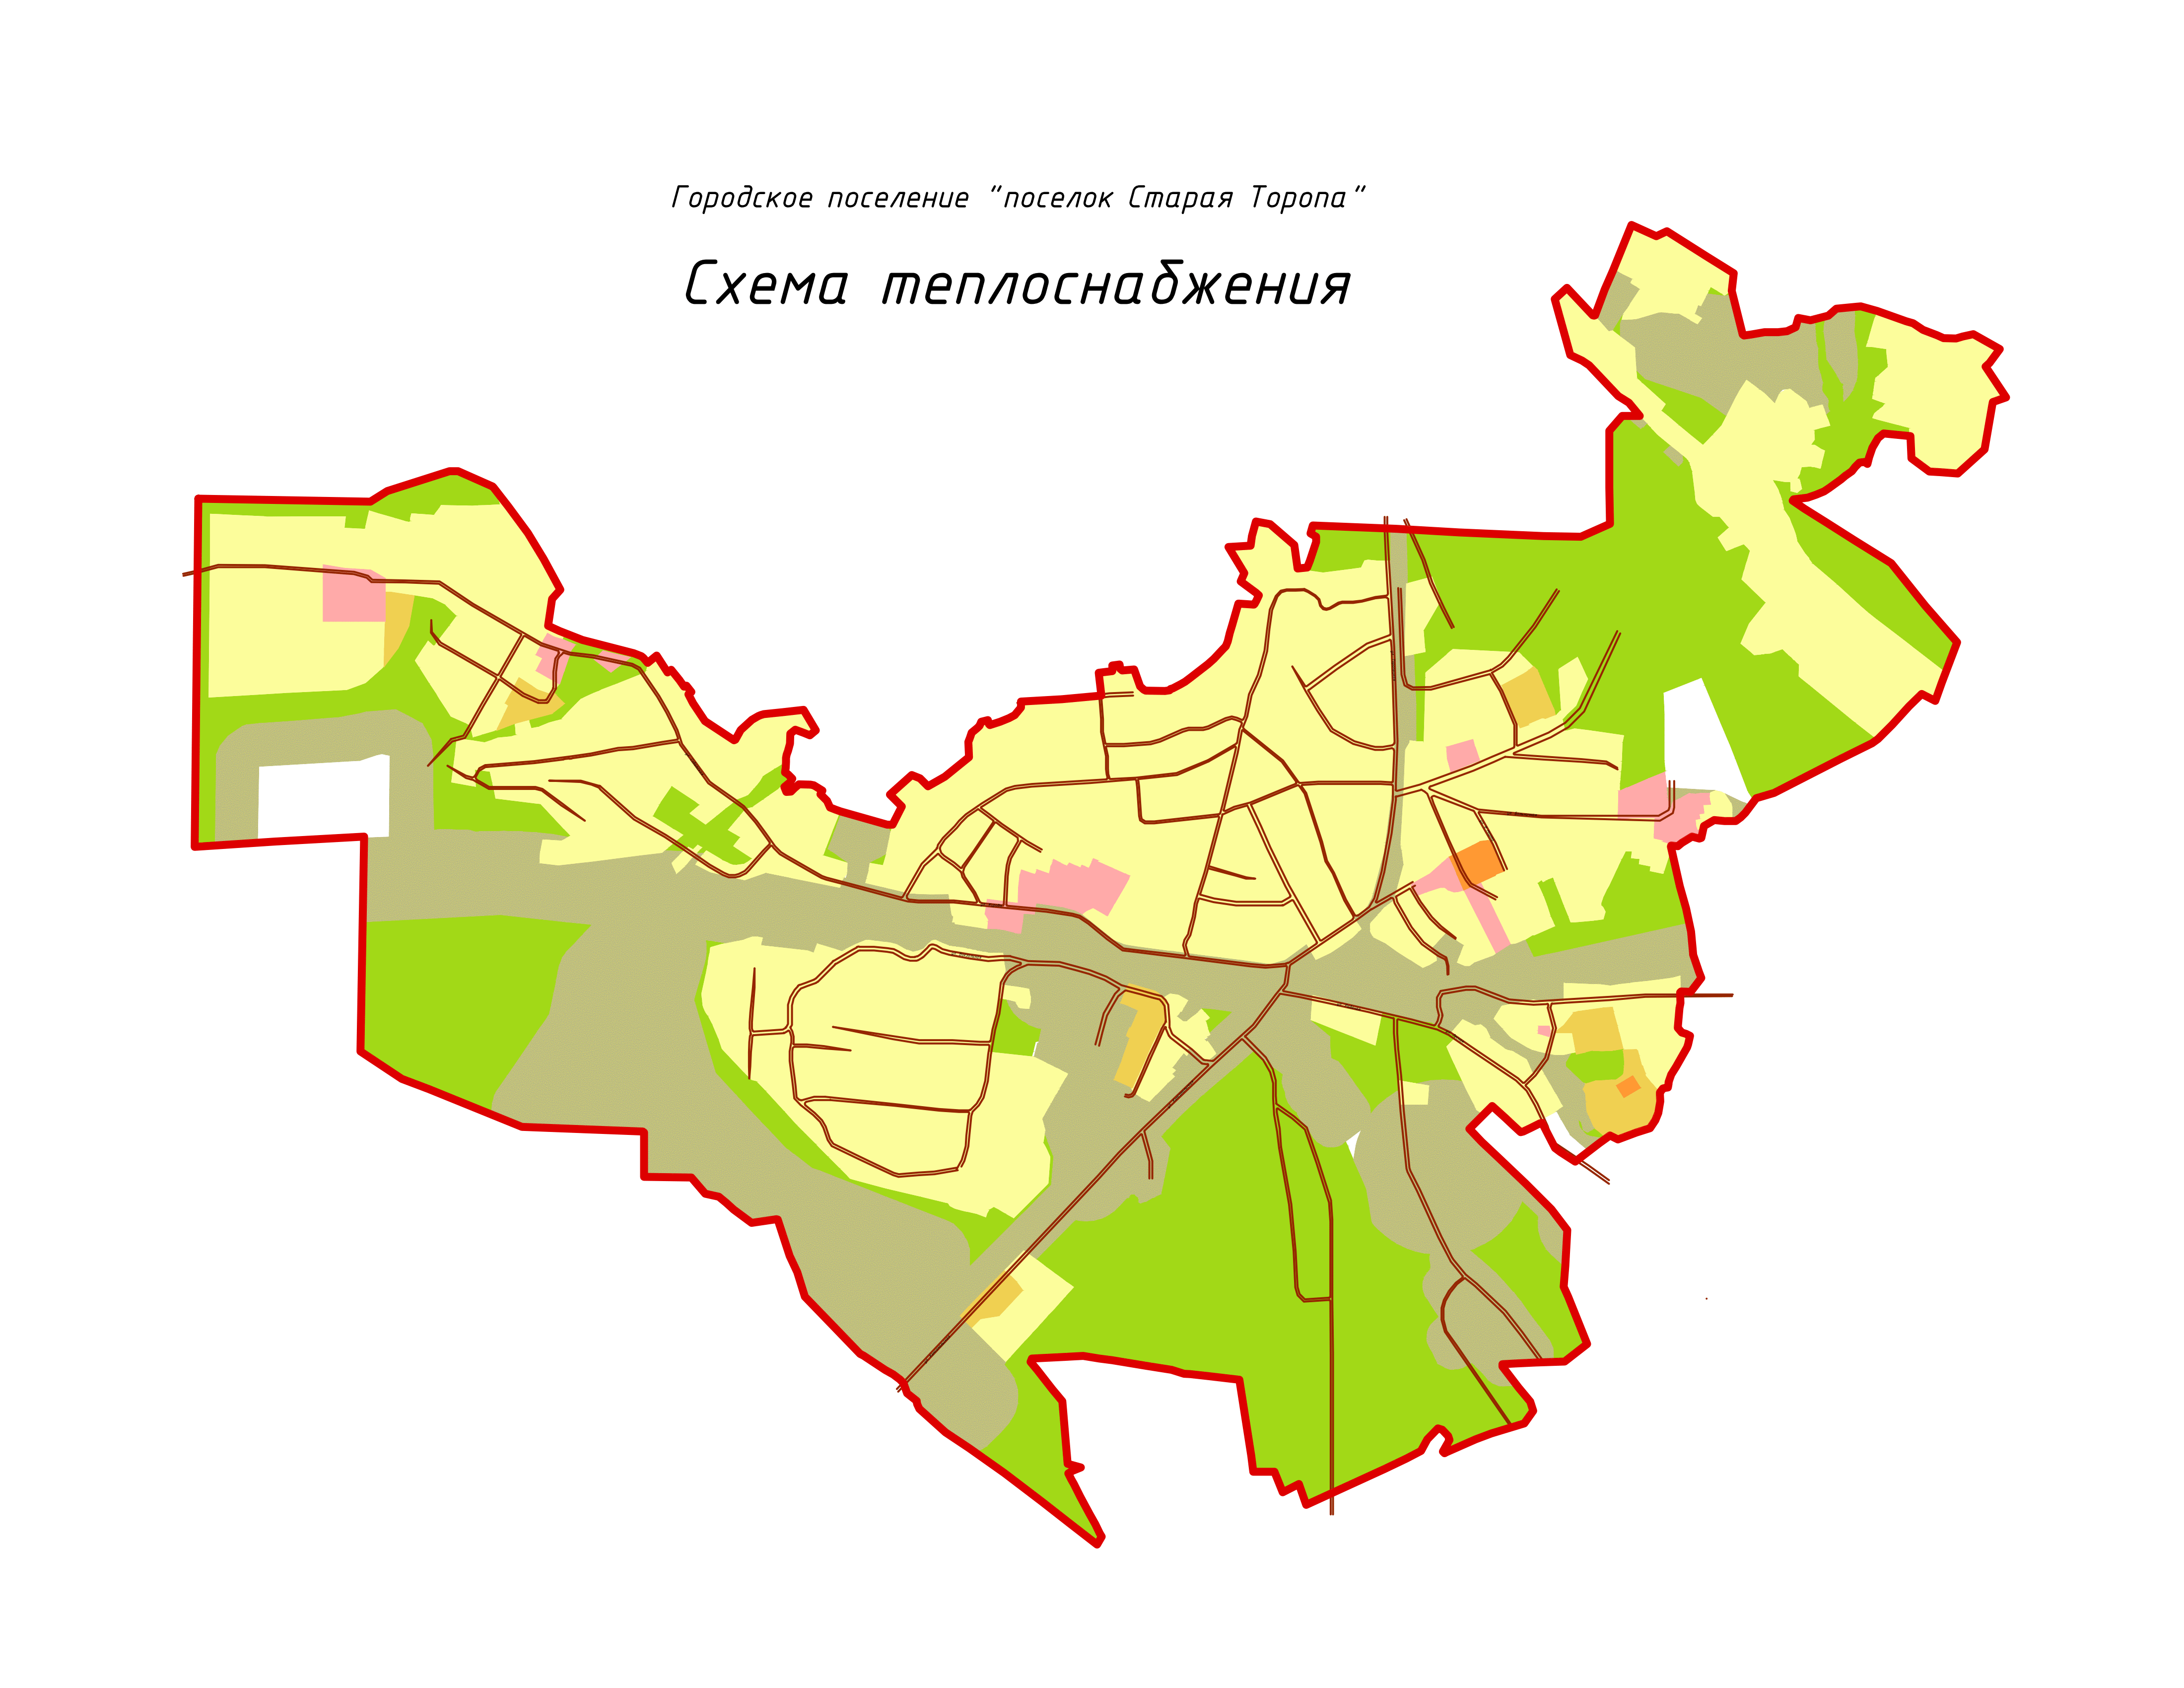 Городское поселение "поселок Старая Торопа"
Схема теплоснабжения